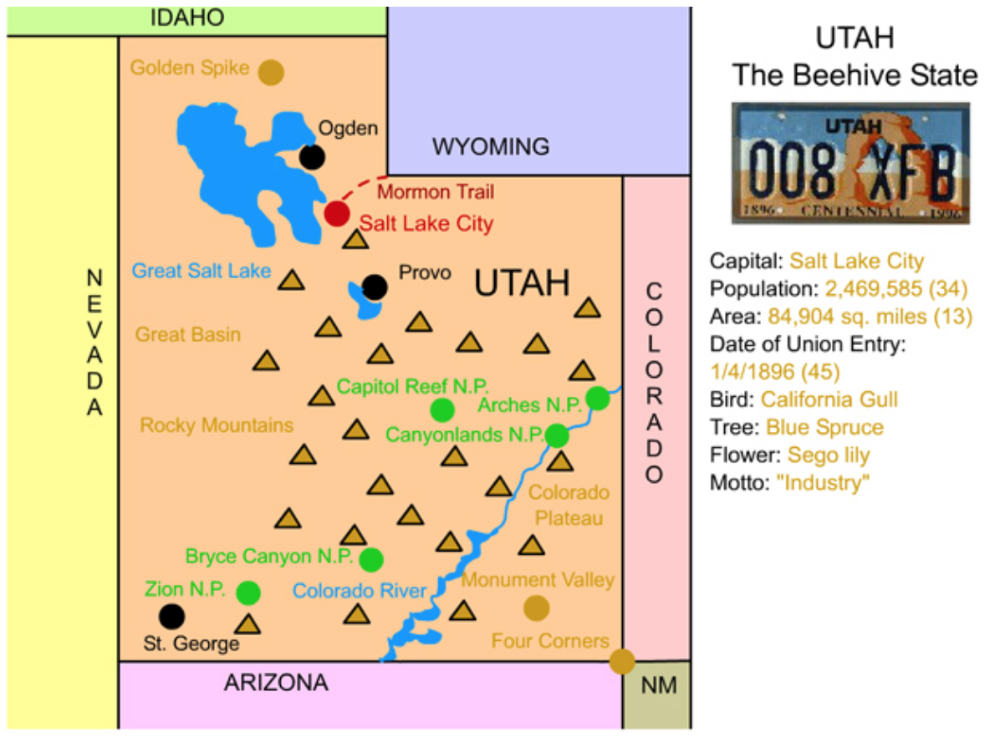 IDAHO
Golden Spike
Ogden
WYOMING
Mormon Trail
Salt Lake City
Great Salt Lake
Provo
UTAH
NEVADA
COLORADO
Great Basin
Capitol Reef N.P.
Arches N.P.
Rocky Mountains
Canyonlands N.P.
Colorado
Plateau
Bryce Canyon N.P.
Zion N.P.
Colorado River
Monument Valley
St. George
Four Corners
ARIZONA
NM
UTAH
The Beehive State
UTAH
008 XFB
1896 CENTENNIAL 1996
Capital: Salt Lake City
Population: 2,469,585 (34)
Area: 84,904 sq. miles (13)
Date of Union Entry:
1/4/1896 (45)
Bird: California Gull
Tree: Blue Spruce
Flower: Sego lily
Motto: "Industry"